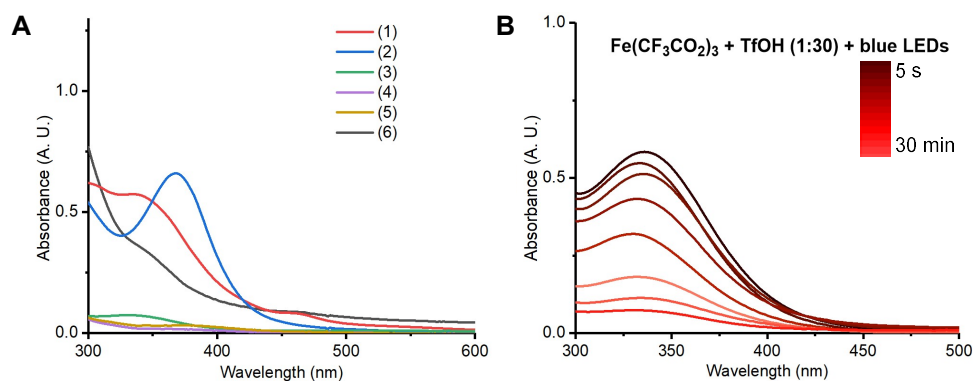 A
(1)
(2)
(3)
(4)
(5)
(6)
1.0
0.5
0.0
300
400
500
600
Absorbance (A. U.)
Wavelength (nm)
B
Fe(CF₃CO₂)₃ + TfOH (1:30) + blue LEDs
5 s
30 min
1.0
0.5
0.0
300
350
400
450
500
Absorbance (A. U.)
Wavelength (nm)